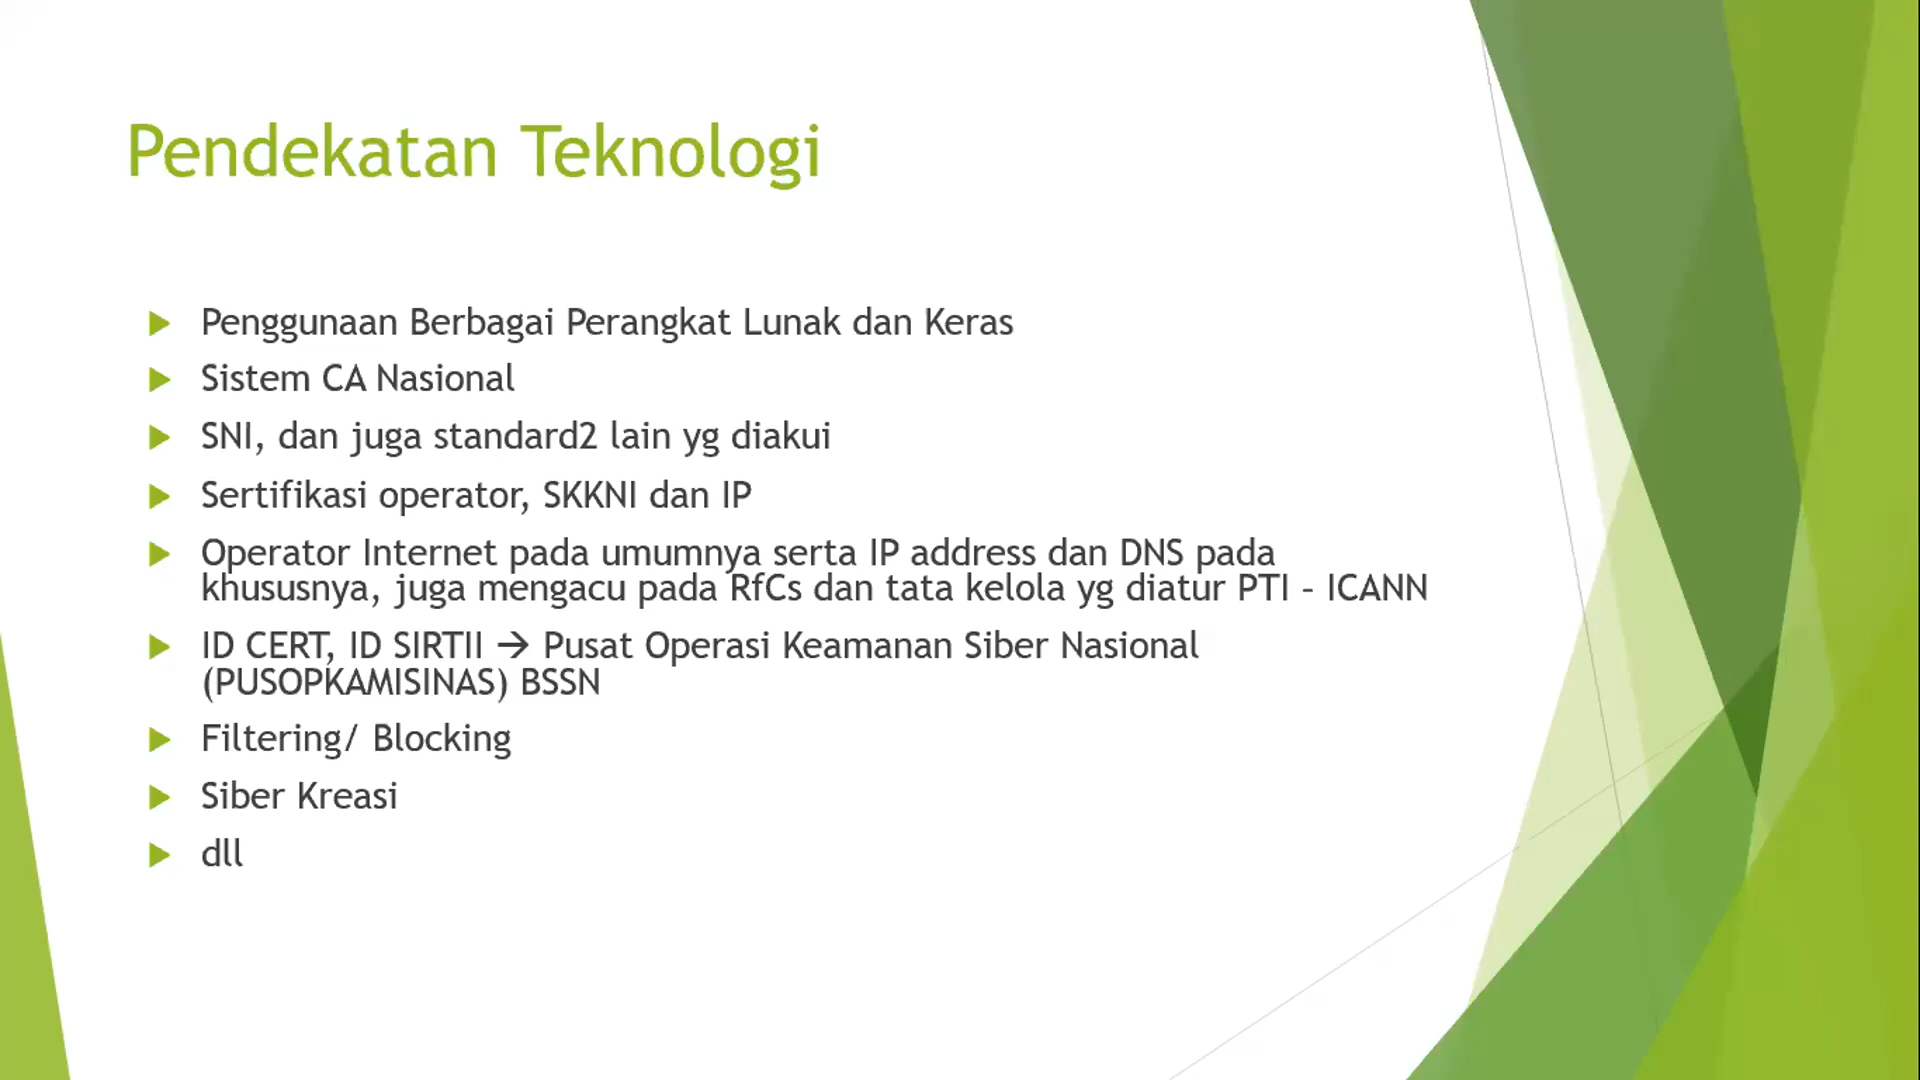 Pendekatan Teknologi
Penggunaan Berbagai Perangkat Lunak dan Keras
Sistem CA Nasional
SNI, dan juga standard2 lain yg diakui
Sertifikasi operator, SKKNI dan IP
Operator Internet pada umumnya serta IP address dan DNS pada
khususnya, juga mengacu pada RfCs dan tata kelola yg diatur PTI – ICANN
ID CERT, ID SIRTII → Pusat Operasi Keamanan Siber Nasional
(PUSOPKAMISINAS) BSSN
Filtering/ Blocking
Siber Kreasi
dll